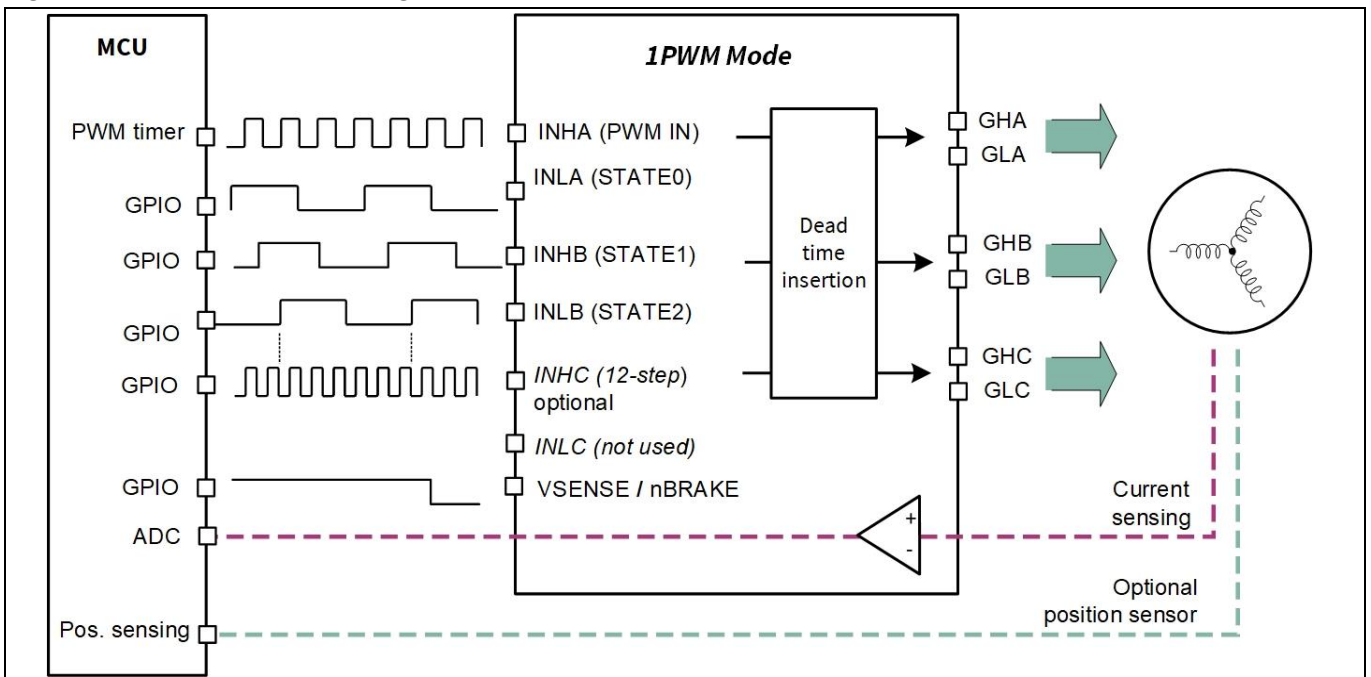 MCU
1PWM Mode
PWM timer
INHA (PWM IN)
GHA
GLA
GPIO
INLA (STATE0)
GPIO
INHB (STATE1)
Dead
time
insertion
GHB
GLB
GPIO
INLB (STATE2)
GPIO
INHC (12-step)
optional
GHC
GLC
INLC (not used)
GPIO
VSENSE / nBRAKE
Current
sensing
ADC
+
-
Optional
position sensor
Pos. sensing